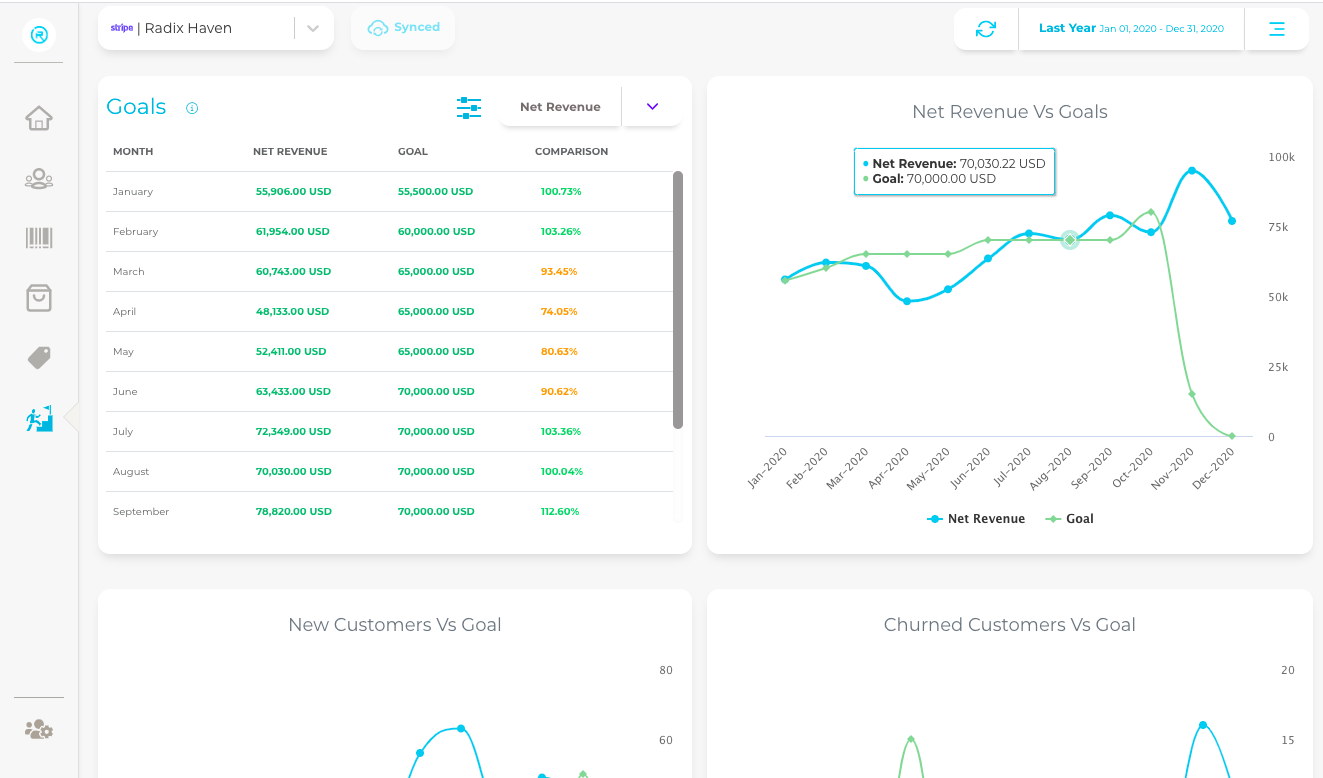 stripe | Radix Haven
Synced
Last Year Jan 01, 2020 - Dec 31, 2020
Goals
Net Revenue
MONTH NET REVENUE GOAL COMPARISON
January 55,906.00 USD 55,500.00 USD 100.73%
February 61,954.00 USD 60,000.00 USD 103.26%
March 60,743.00 USD 65,000.00 USD 93.45%
April 48,133.00 USD 65,000.00 USD 74.05%
May 52,411.00 USD 65,000.00 USD 80.63%
June 63,433.00 USD 70,000.00 USD 90.62%
July 72,349.00 USD 70,000.00 USD 103.36%
August 70,030.00 USD 70,000.00 USD 100.04%
September 78,820.00 USD 70,000.00 USD 112.60%
Net Revenue Vs Goals
Net Revenue: 70,030.22 USD
Goal: 70,000.00 USD
100k
75k
50k
25k
0
Jan-2020
Feb-2020
Mar-2020
Apr-2020
May-2020
Jun-2020
Jul-2020
Aug-2020
Sep-2020
Oct-2020
Nov-2020
Dec-2020
Net Revenue Goal
New Customers Vs Goal
80
60
Churned Customers Vs Goal
20
15